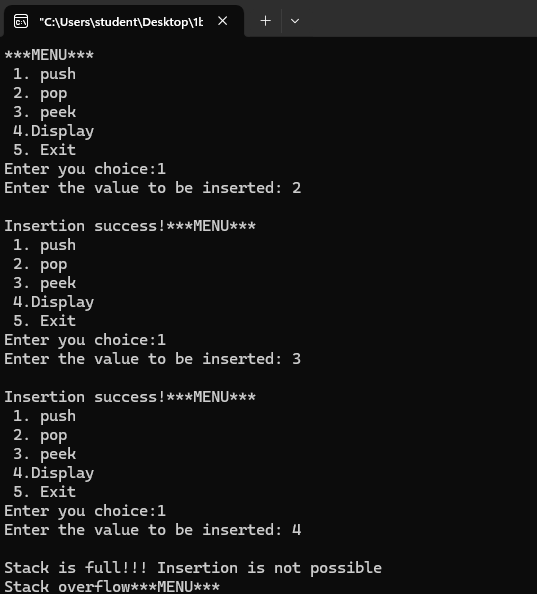 "C:\Users\student\Desktop\1b
***MENU***
1. push
2. pop
3. peek
4.Display
5. Exit
Enter you choice:1
Enter the value to be inserted: 2
Insertion success!***MENU***
1. push
2. pop
3. peek
4.Display
5. Exit
Enter you choice:1
Enter the value to be inserted: 3
Insertion success!***MENU***
1. push
2. pop
3. peek
4.Display
5. Exit
Enter you choice:1
Enter the value to be inserted: 4
Stack is full!!! Insertion is not possible
Stack overflow***MENU***